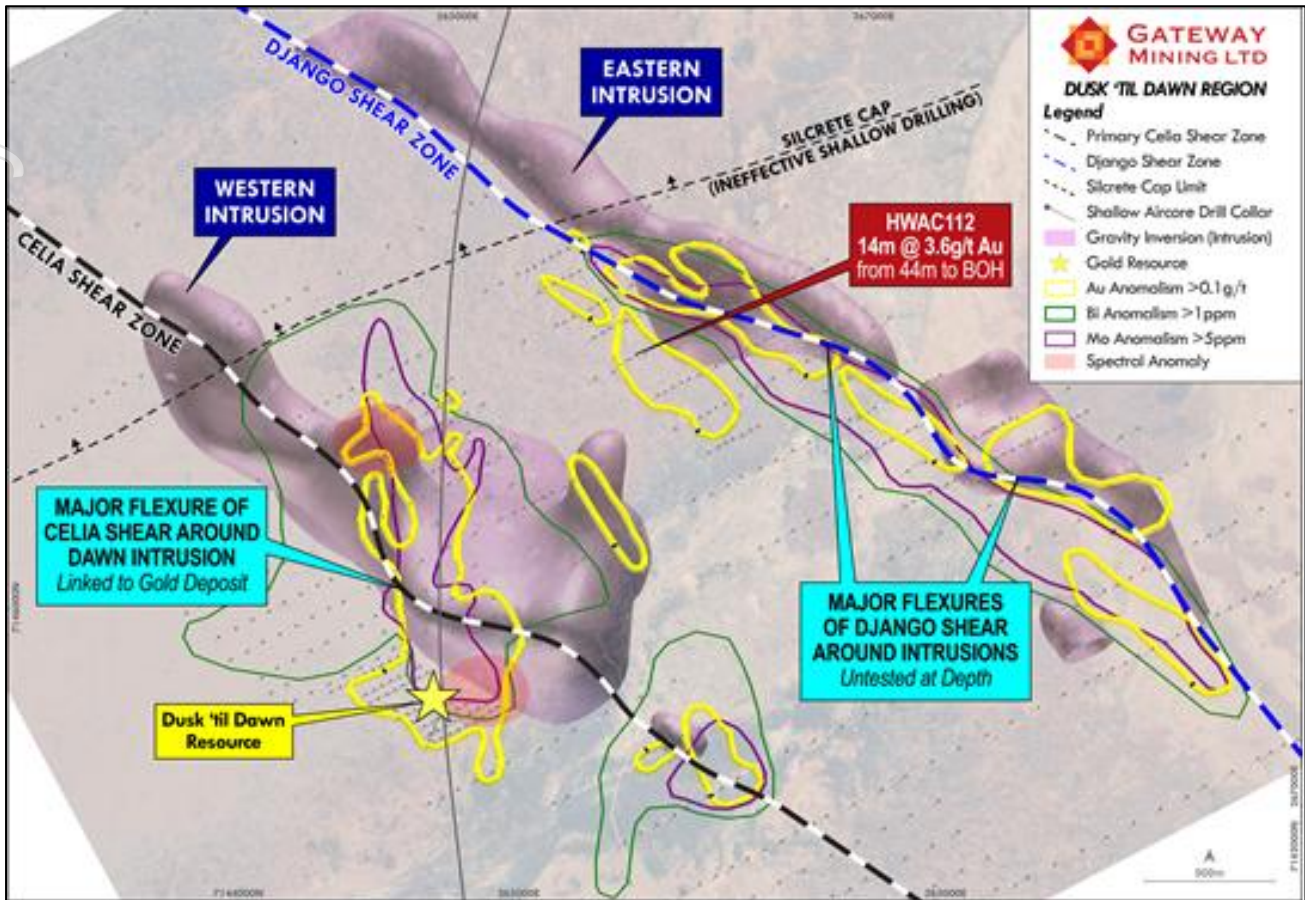 GATEWAY
MINING LTD
DUSK ‘TIL DAWN REGION
Legend
Primary Celia Shear Zone
Django Shear Zone
Silcrete Cap Limit
Shallow Aircore Drill Collar
Gravity Inversion (Intrusion)
Gold Resource
Au Anomalism >0.1g/t
Bi Anomalism >1ppm
Mo Anomalism >5ppm
Spectral Anomaly
DJANGO SHEAR ZONE
EASTERN
INTRUSION
SILCRETE CAP
(INEFFECTIVE SHALLOW DRILLING)
WESTERN
INTRUSION
CELIA SHEAR ZONE
HWAC112
14m @ 3.6g/t Au
from 44m to BOH
MAJOR FLEXURE OF
CELIA SHEAR AROUND
DAWN INTRUSION
Linked to Gold Deposit
MAJOR FLEXURES
OF DJANGO SHEAR
AROUND INTRUSIONS
Untested at Depth
Dusk ‘til Dawn
Resource
267000E
267000E
A
500m